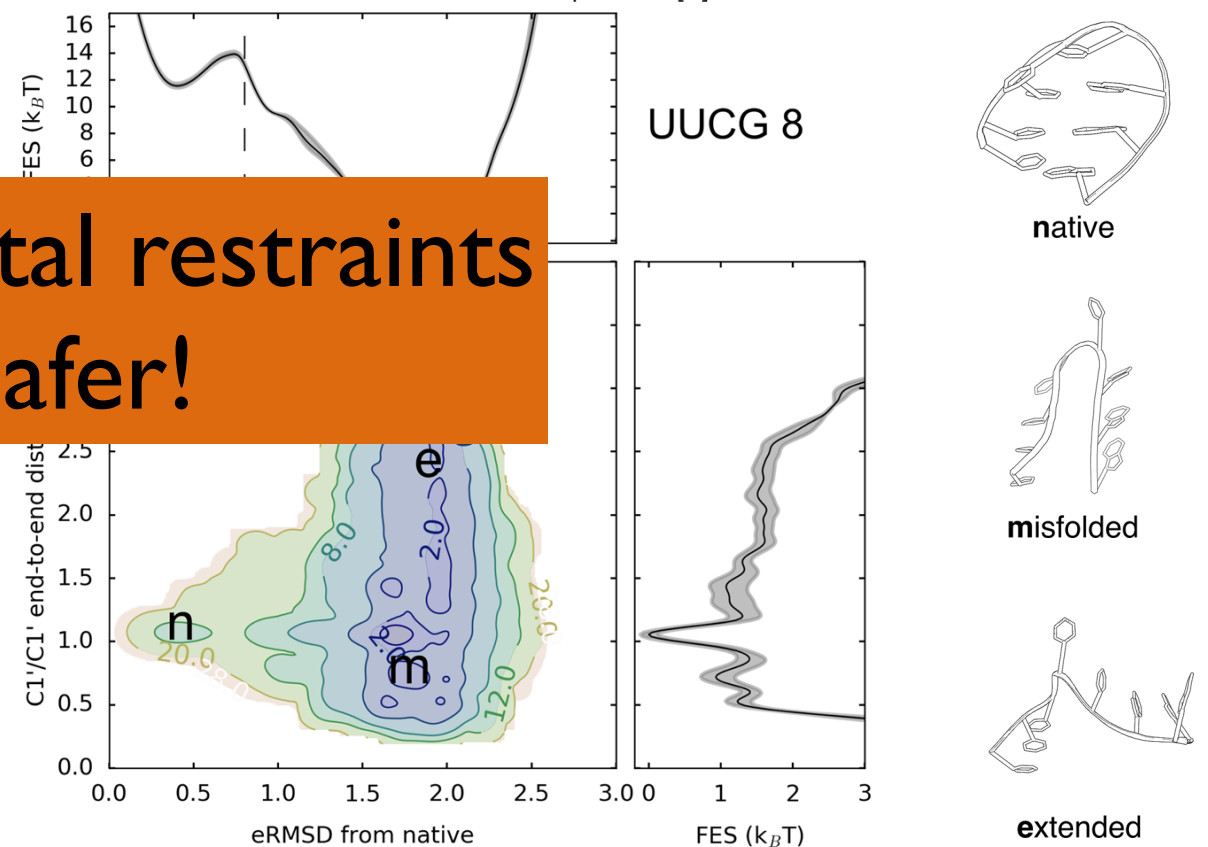 16
14
12
10
8
6
FES (k_BT)
UUCG 8
native
tal restraints
afer!
misfolded
C1'/C1' end-to-end dist
2.5
2.0
1.5
1.0
0.5
0.0
e
8.0
2.0
n
20.0
m
12.0
20.0
0.0 0.5 1.0 1.5 2.0 2.5 3.0
eRMSD from native
0 1 2 3
FES (k_BT)
extended